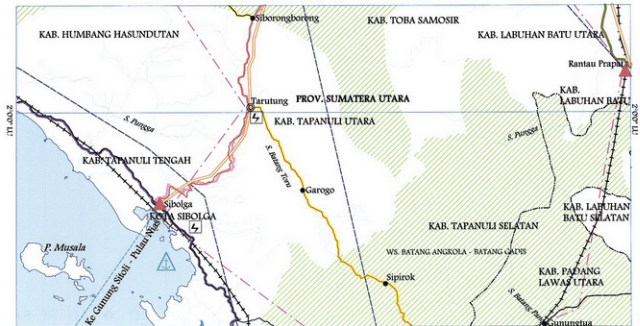 Siborongborong
KAB. TOBA SAMOSIR
KAB. HUMBANG HASUNDUTAN
KAB. LABUHAN BATU UTARA
Rantau Prapat
KAB.
LABUHAN BATU
Tarutung
PROV. SUMATERA UTARA
KAB. TAPANULI UTARA
2°00' LU
2°00' LU
S. Pungga
S. Pungga
KAB. TAPANULI TENGAH
S. Batang Toru
Garogo
Sibolga
KOTA SIBOLGA
KAB. LABUHAN
BATU SELATAN
KAB. TAPANULI SELATAN
P. Musala
WS. BATANG ANGKOLA - BATANG GADIS
Ke Gunung Sitoli - Pulau Nias
Sipirok
KAB. PADANG
LAWAS UTARA
Gunungtua